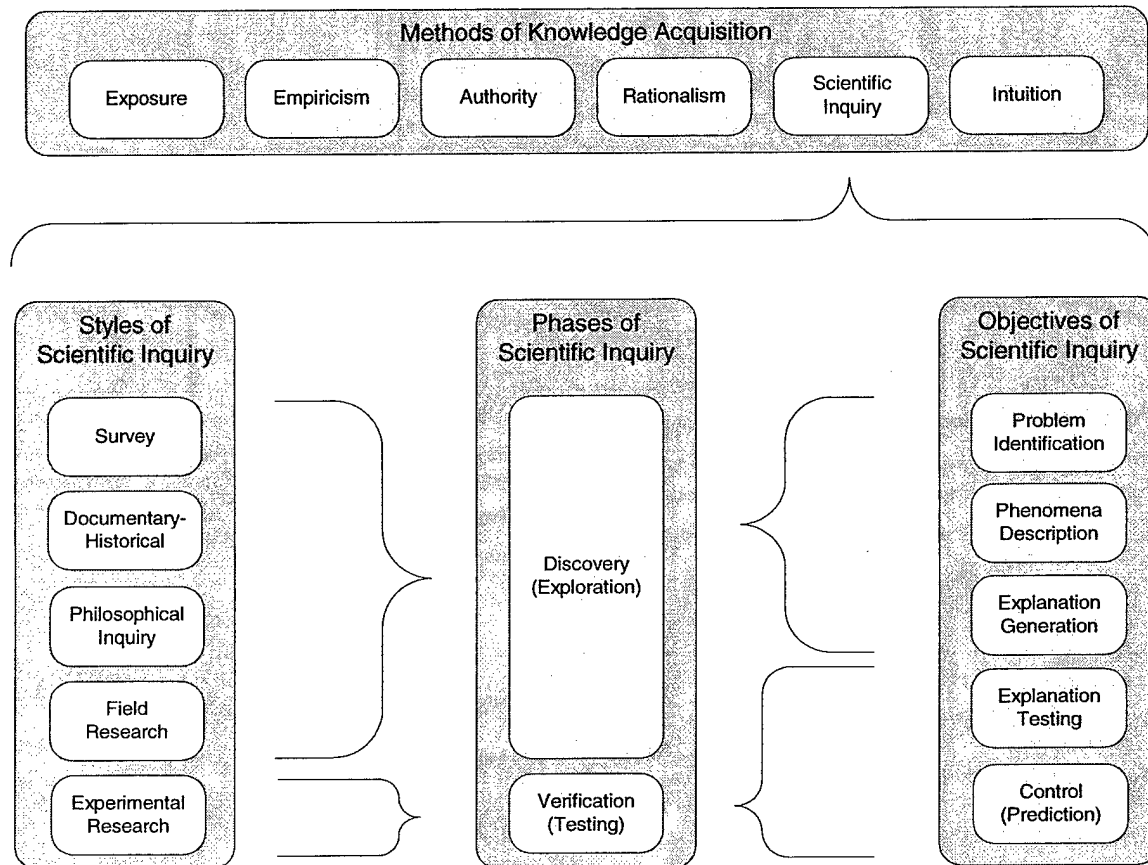 Methods of Knowledge Acquisition
Exposure
Empiricism
Authority
Rationalism
Scientific
Inquiry
Intuition
Styles of
Scientific Inquiry
Survey
Documentary-
Historical
Philosophical
Inquiry
Field
Research
Experimental
Research
Phases of
Scientific Inquiry
Discovery
(Exploration)
Verification
(Testing)
Objectives of
Scientific Inquiry
Problem
Identification
Phenomena
Description
Explanation
Generation
Explanation
Testing
Control
(Prediction)